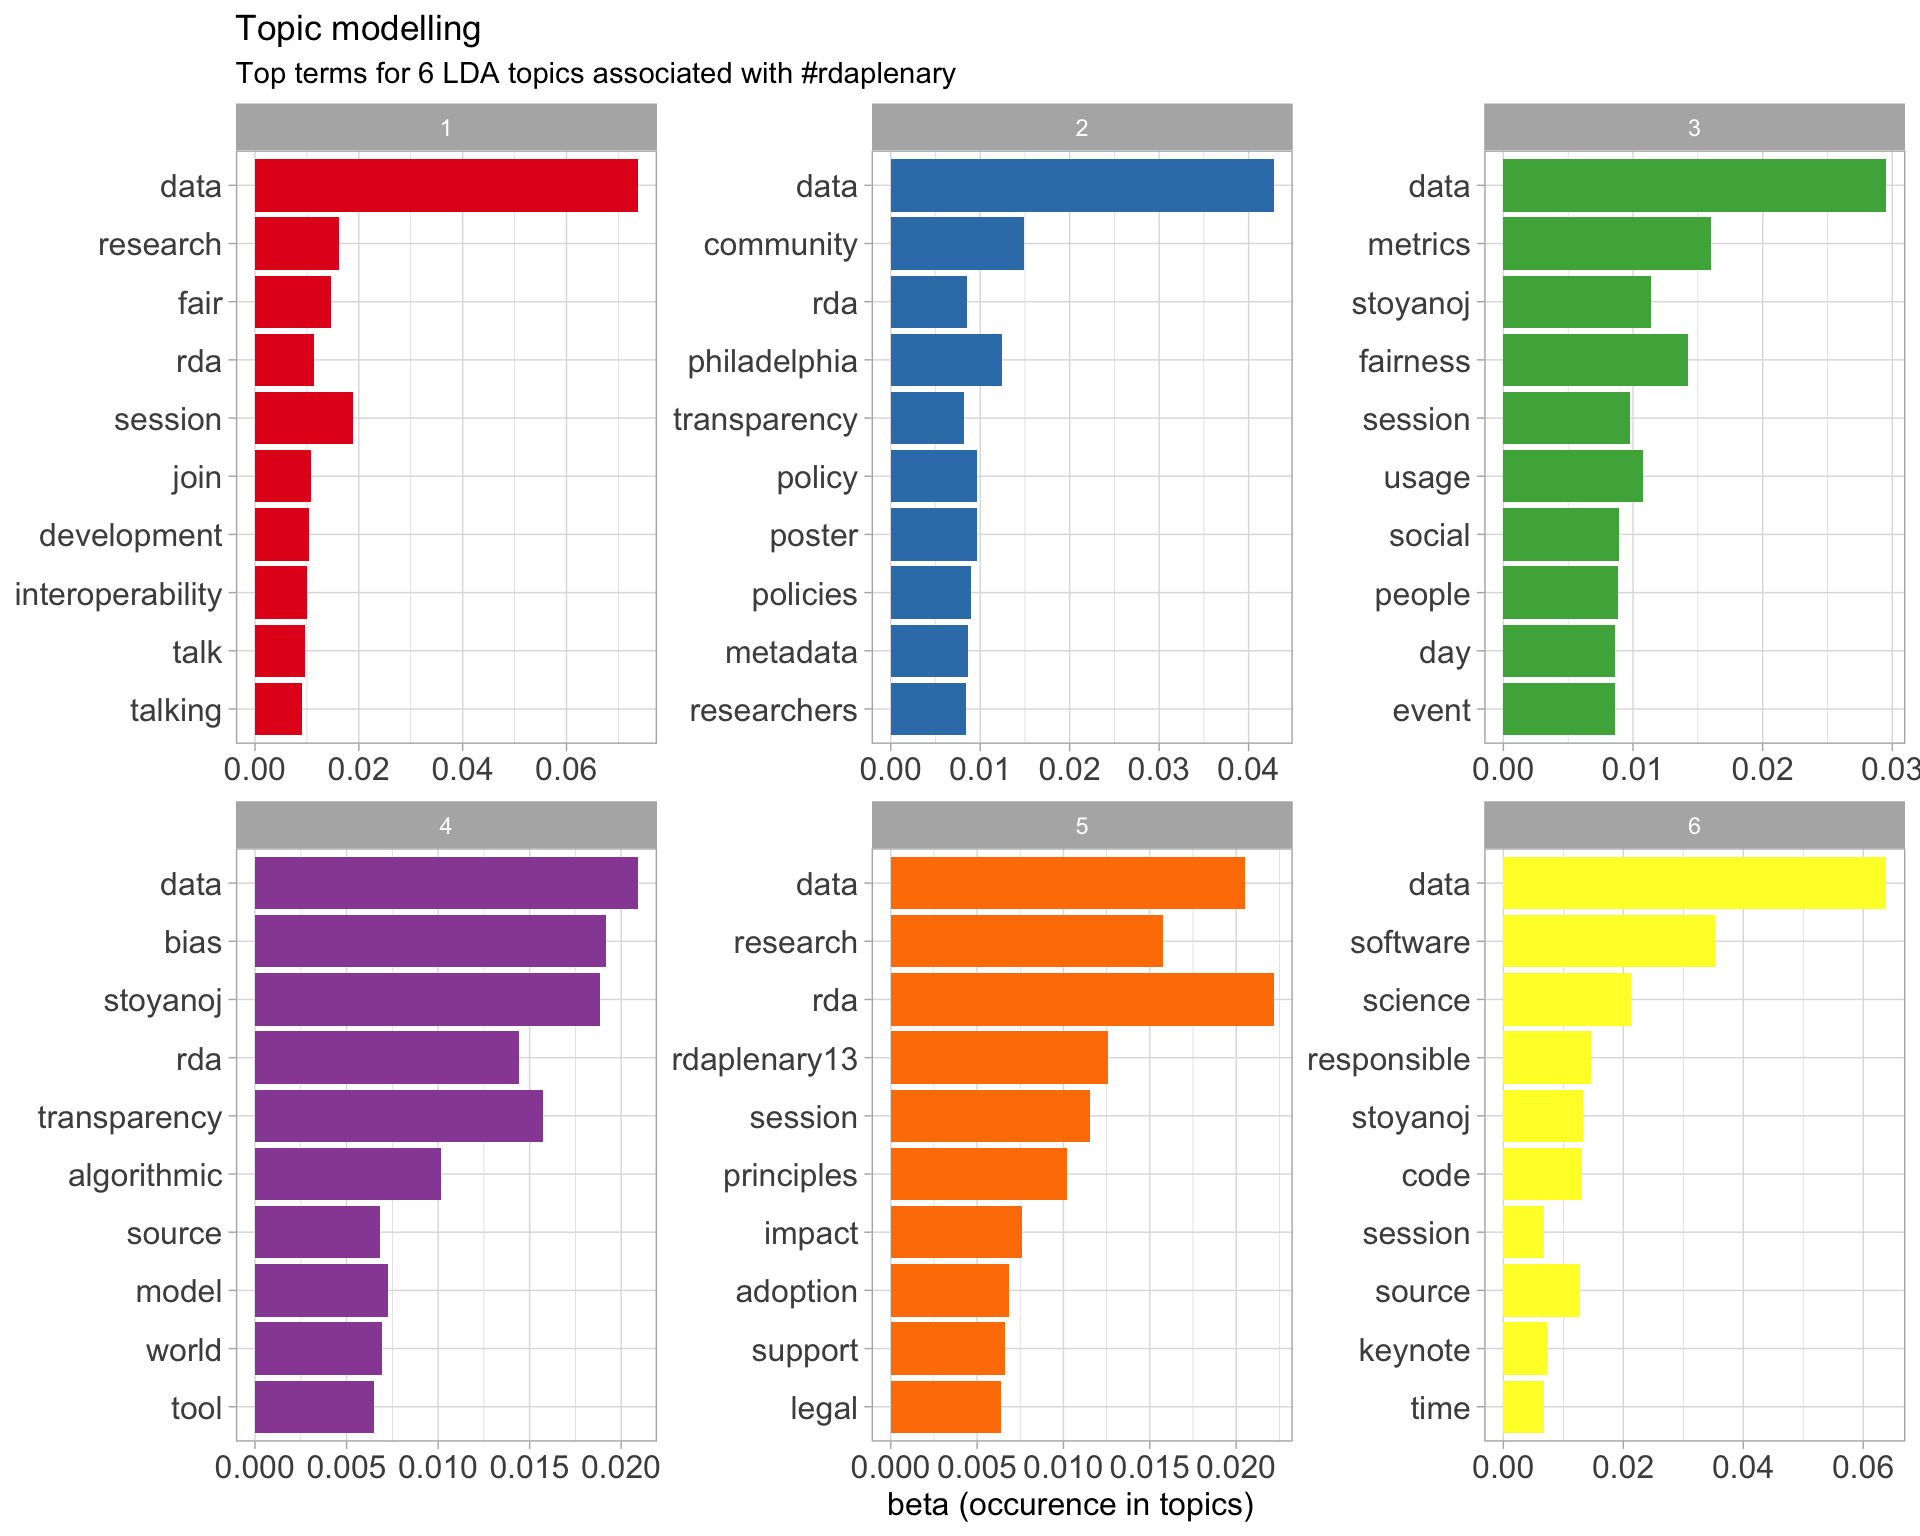 Topic modelling
Top terms for 6 LDA topics associated with #rdaplenary
1
data
research
fair
rda
session
join
development
interoperability
talk
talking
0.00 0.02 0.04 0.06
2
data
community
rda
philadelphia
transparency
policy
poster
policies
metadata
researchers
0.00 0.01 0.02 0.03 0.04
3
data
metrics
stoyanoj
fairness
session
usage
social
people
day
event
0.00 0.01 0.02 0.03
4
data
bias
stoyanoj
rda
transparency
algorithmic
source
model
world
tool
0.000 0.005 0.010 0.015 0.020
5
data
research
rda
rdaplenary13
session
principles
impact
adoption
support
legal
0.000 0.005 0.010 0.015 0.020
6
data
software
science
responsible
stoyanoj
code
session
source
keynote
time
0.00 0.02 0.04 0.06
beta (occurence in topics)